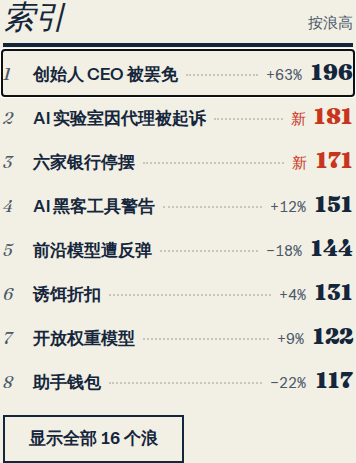 索引
按浪高
1 创始人 CEO 被罢免 +63% 196
2 AI 实验室因代理被起诉 新 181
3 六家银行停摆 新 171
4 AI 黑客工具警告 +12% 151
5 前沿模型遭反弹 −18% 144
6 诱饵折扣 +4% 131
7 开放权重模型 +9% 122
8 助手钱包 −22% 117
显示全部 16 个浪